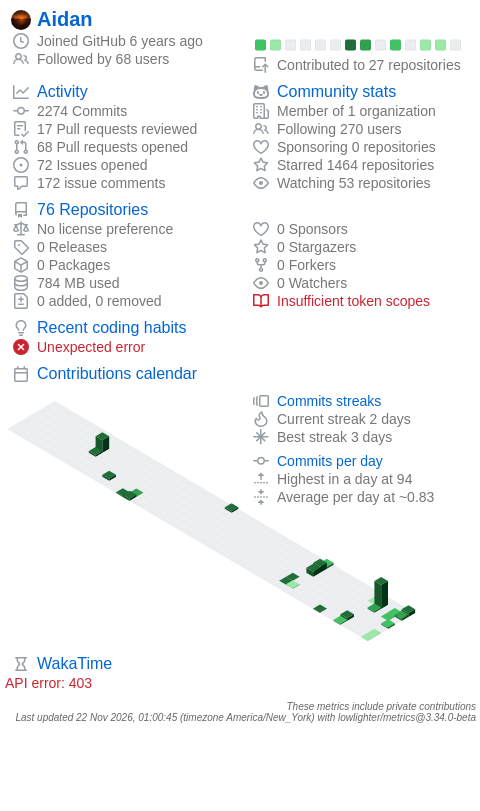 Aidan
Joined GitHub 6 years ago
Followed by 68 users
Contributed to 27 repositories
Activity
2274 Commits
17 Pull requests reviewed
68 Pull requests opened
72 Issues opened
172 issue comments
Community stats
Member of 1 organization
Following 270 users
Sponsoring 0 repositories
Starred 1464 repositories
Watching 53 repositories
76 Repositories
No license preference
0 Releases
0 Packages
784 MB used
0 added, 0 removed
0 Sponsors
0 Stargazers
0 Forkers
0 Watchers
Insufficient token scopes
Recent coding habits
Unexpected error
Contributions calendar
Commits streaks
Current streak 2 days
Best streak 3 days
Commits per day
Highest in a day at 94
Average per day at ~0.83
WakaTime
API error: 403
These metrics include private contributions
Last updated 22 Nov 2026, 01:00:45 (timezone America/New_York) with lowlighter/metrics@3.34.0-beta